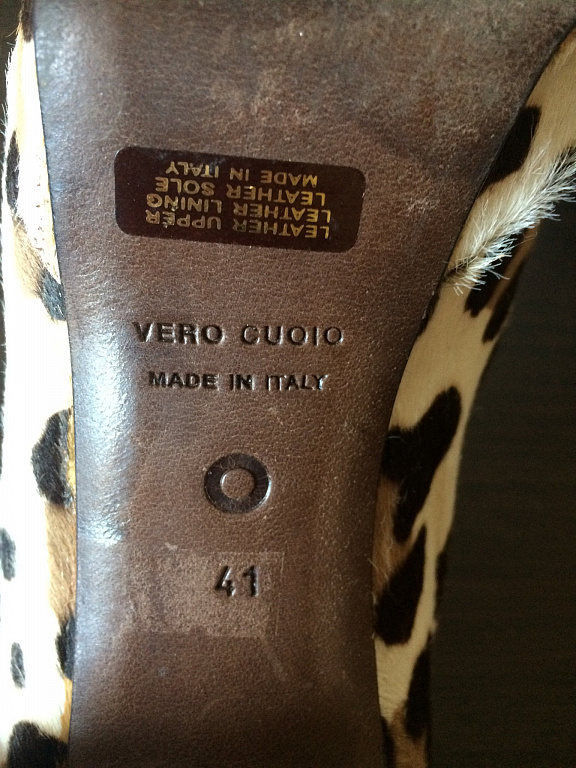 LEATHER UPPER
LEATHER LINING
LEATHER SOLE
MADE IN ITALY
VERO CUOIO
MADE IN ITALY
41